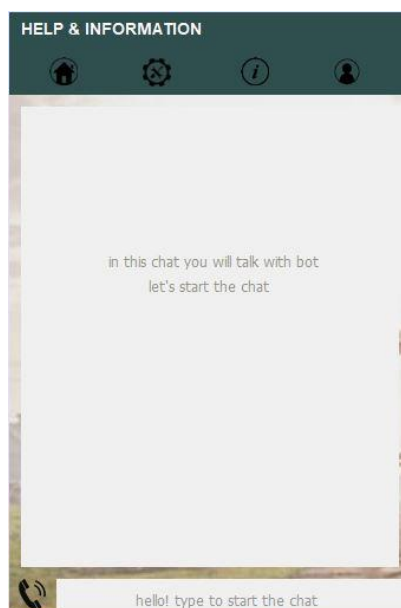 HELP & INFORMATION
in this chat you will talk with bot
let's start the chat
hello! type to start the chat